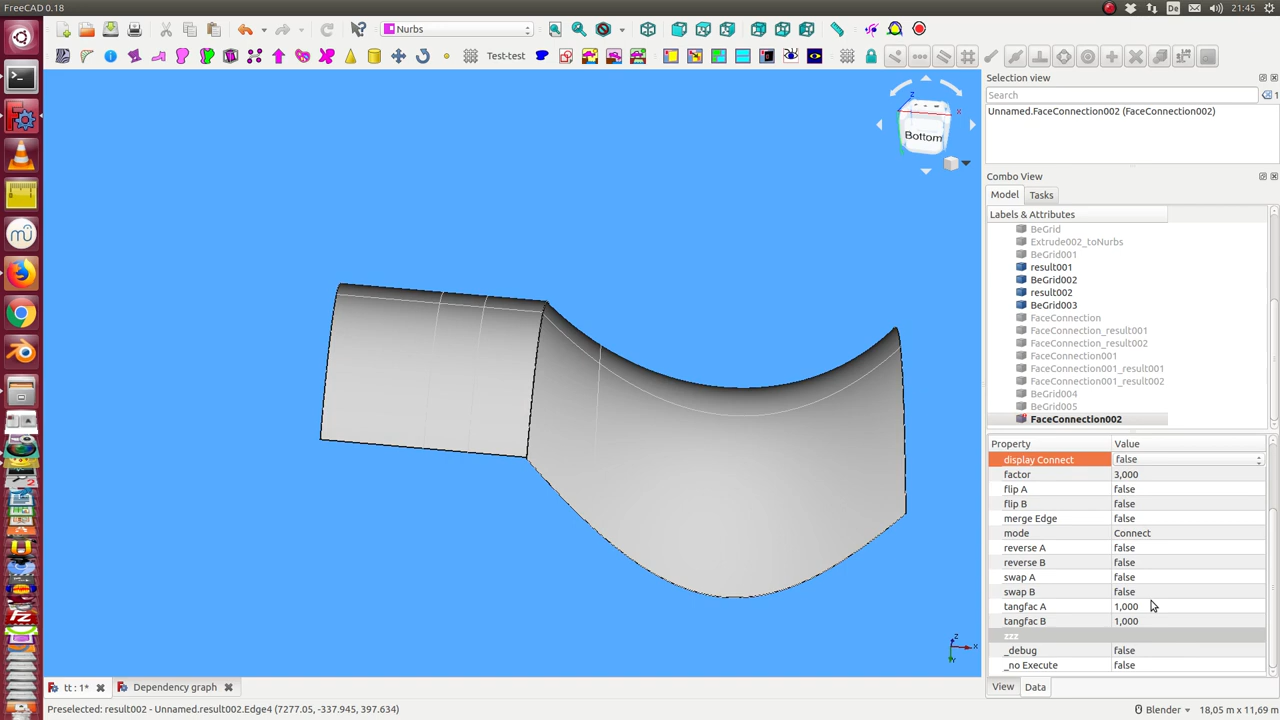 FreeCAD 0.18
De
21:45
Nurbs
Test-test
Selection view
Search
1
Unnamed.FaceConnection002 (FaceConnection002)
Combo View
Model
Tasks
Labels & Attributes
BeGrid
Extrude002_toNurbs
BeGrid001
result001
BeGrid002
result002
BeGrid003
FaceConnection
FaceConnection_result001
FaceConnection_result002
FaceConnection001
FaceConnection001_result001
FaceConnection001_result002
BeGrid004
BeGrid005
FaceConnection002
Property Value
display Connect false
factor 3,000
flip A false
flip B false
merge Edge false
mode Connect
reverse A false
reverse B false
swap A false
swap B false
tangfac A 1,000
tangfac B 1,000
zzz
_debug false
_no Execute false
View
Data
Bottom
Z
X
z
x
Y
tt : 1*
Dependency graph
Preselected: result002 - Unnamed.result002.Edge4 (7277.05, -337.945, 397.634)
Blender
18,05 m x 11,69 m